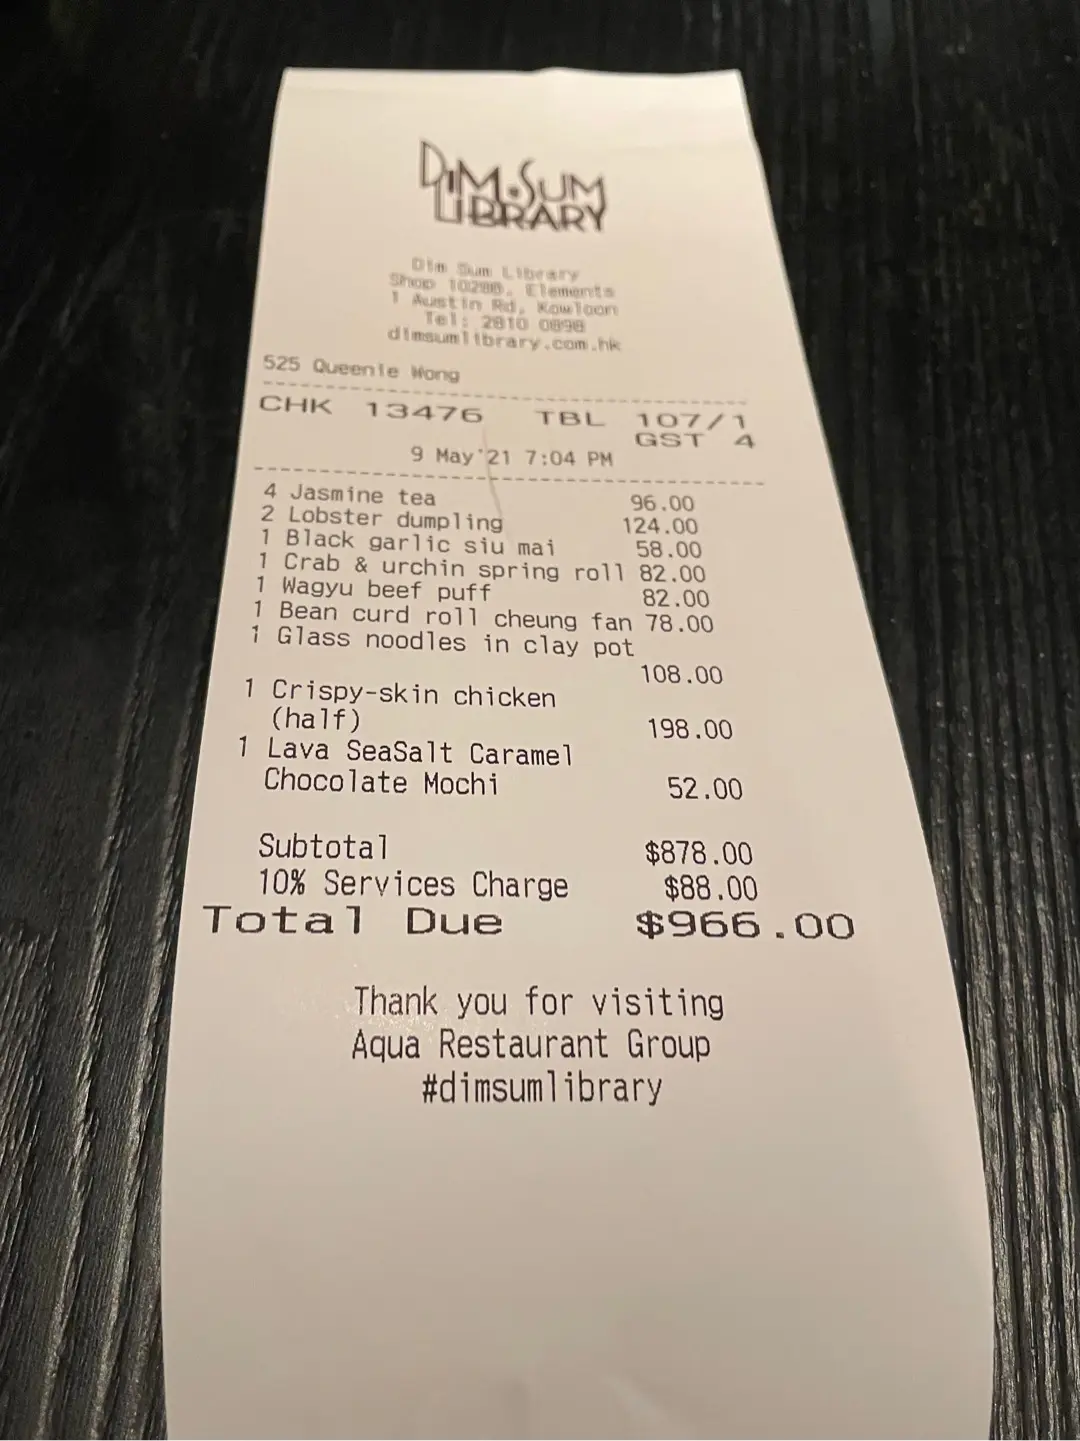 DIM.SUM
LIBRARY
Dim Sum Library
Shop 1028B, Elements
1 Austin Rd, Kowloon
Tel: 2810 0898
dimsumlibrary.com.hk
525 Queenie Wong
CHK 13476 TBL 107/1
GST 4
9 May'21 7:04 PM
4 Jasmine tea 96.00
2 Lobster dumpling 124.00
1 Black garlic siu mai 58.00
1 Crab & urchin spring roll 82.00
1 Wagyu beef puff 82.00
1 Bean curd roll cheung fan 78.00
1 Glass noodles in clay pot
108.00
1 Crispy-skin chicken
(half) 198.00
1 Lava SeaSalt Caramel
Chocolate Mochi 52.00
Subtotal $878.00
10% Services Charge $88.00
Total Due $966.00
Thank you for visiting
Aqua Restaurant Group
#dimsumlibrary